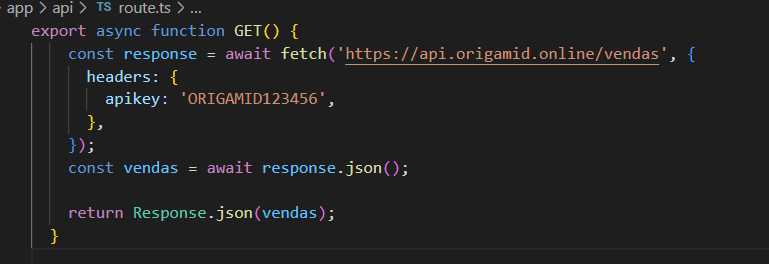 app > api > TS route.ts > ...
export async function GET() {
const response = await fetch('https://api.origamid.online/vendas', {
headers: {
apikey: 'ORIGAMID123456',
},
});
const vendas = await response.json();
return Response.json(vendas);
}